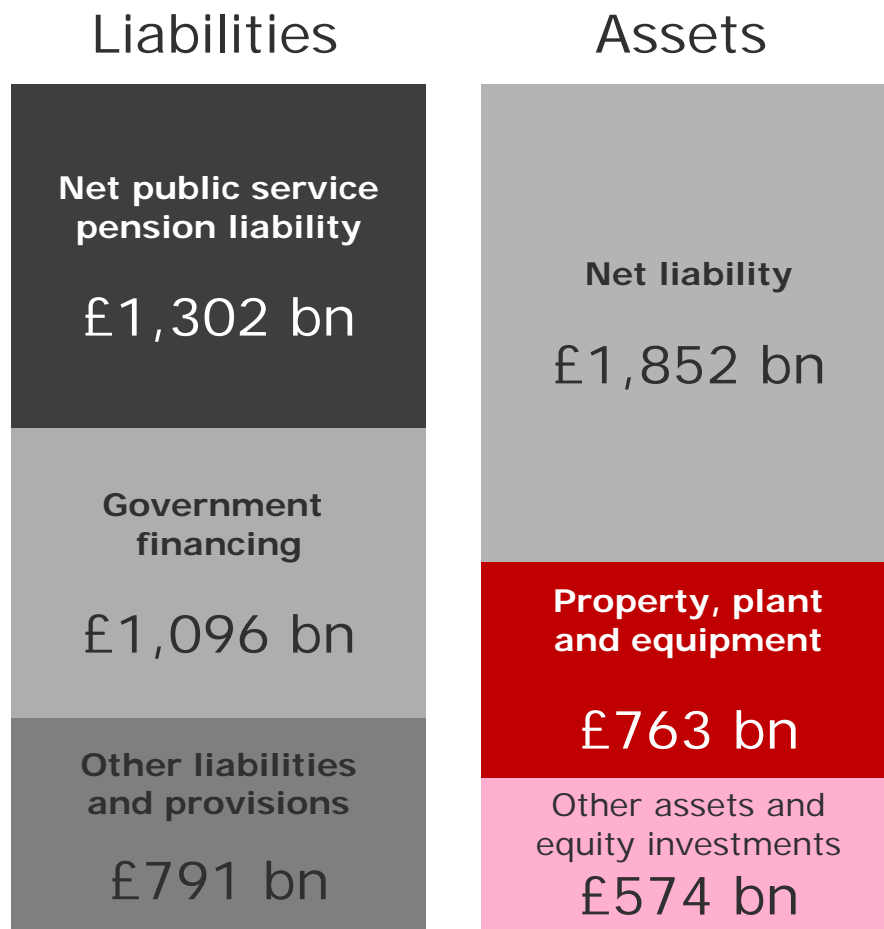 Liabilities
Net public service
pension liability
£1,302 bn
Government
financing
£1,096 bn
Other liabilities
and provisions
£791 bn
Assets
Net liability
£1,852 bn
Property, plant
and equipment
£763 bn
Other assets and
equity investments
£574 bn